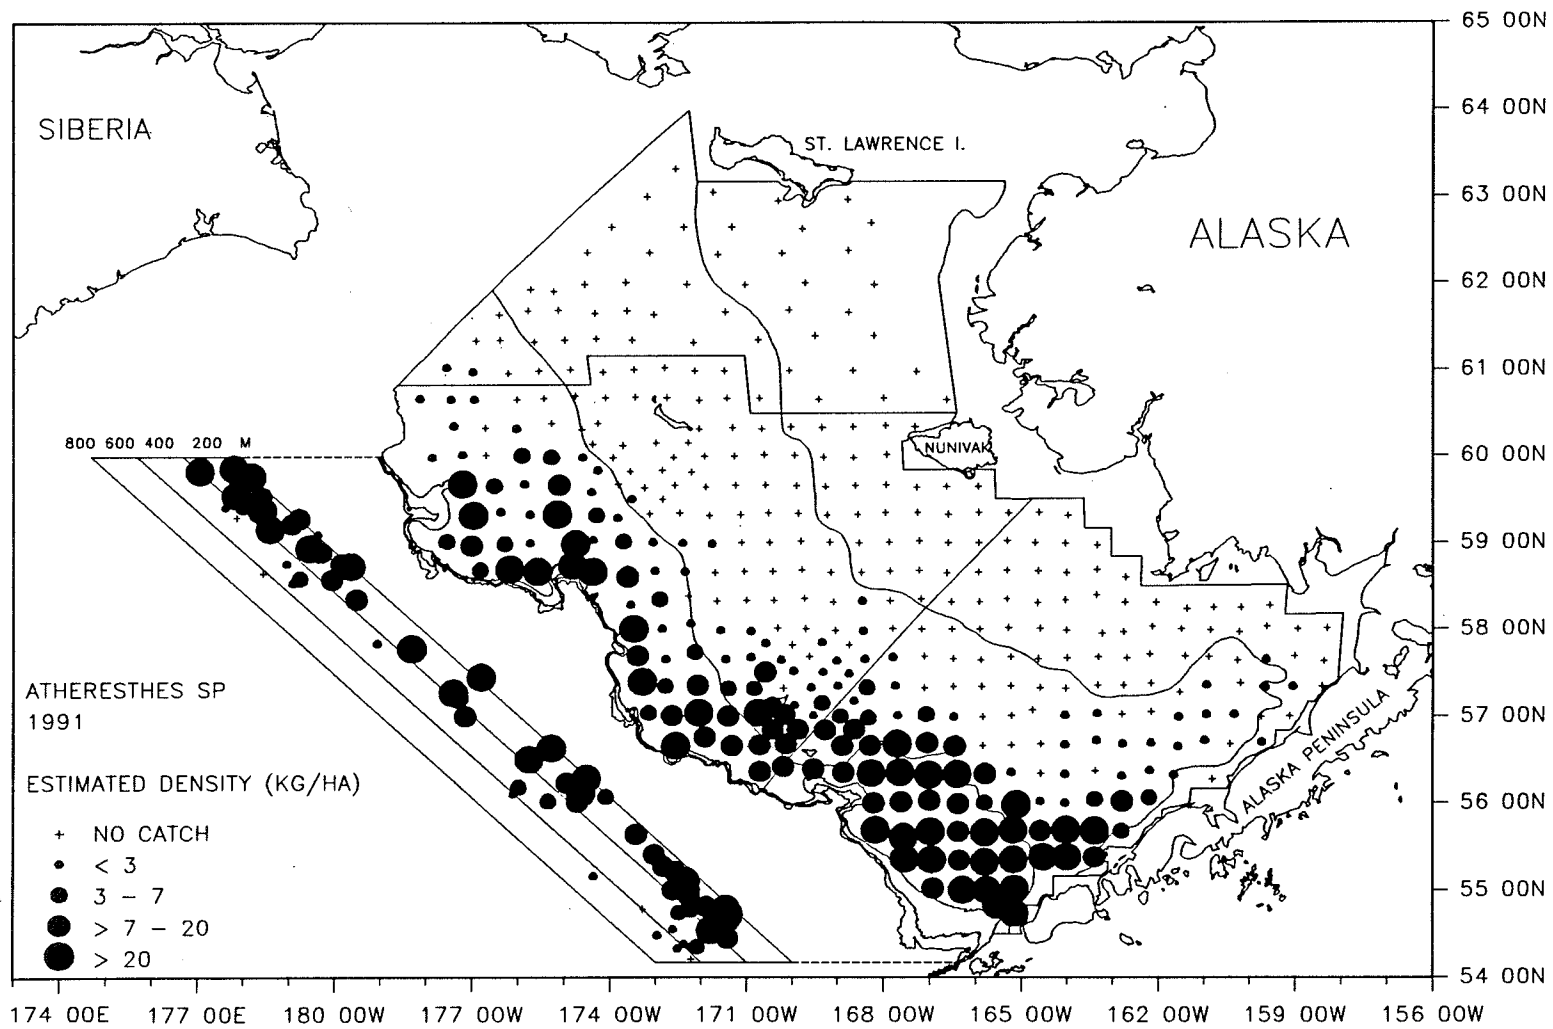 65 00N
64 00N
63 00N
62 00N
61 00N
60 00N
59 00N
58 00N
57 00N
56 00N
55 00N
54 00N
SIBERIA
ST. LAWRENCE I.
ALASKA
800 600 400 200 M
NUNIVAK
ATHERESTHES SP
1991
ALASKA PENINSULA
ESTIMATED DENSITY (KG/HA)
+ NO CATCH
< 3
3 - 7
> 7 - 20
> 20
174 00E 177 00E 180 00W 177 00W 174 00W 171 00W 168 00W 165 00W 162 00W 159 00W 156 00W